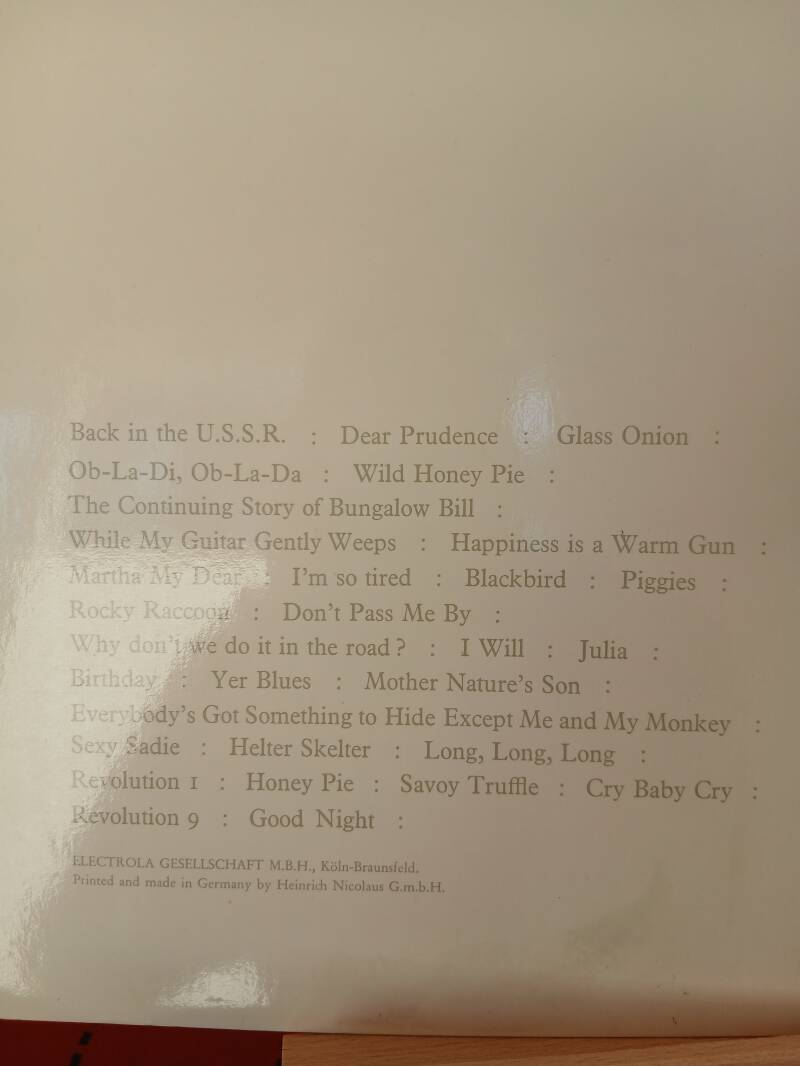 Back in the U.S.S.R. : Dear Prudence : Glass Onion :
Ob-La-Di, Ob-La-Da : Wild Honey Pie :
The Continuing Story of Bungalow Bill :
While My Guitar Gently Weeps : Happiness is a Warm Gun :
Martha My Dear : I'm so tired : Blackbird : Piggies :
Rocky Raccoon : Don't Pass Me By :
Why don't we do it in the road? : I Will : Julia :
Birthday : Yer Blues : Mother Nature's Son :
Everybody's Got Something to Hide Except Me and My Monkey :
Sexy Sadie : Helter Skelter : Long, Long, Long :
Revolution 1 : Honey Pie : Savoy Truffle : Cry Baby Cry :
Revolution 9 : Good Night :
ELECTROLA GESELLSCHAFT M.B.H., Köln-Braunsfeld.
Printed and made in Germany by Heinrich Nicolaus G.m.b.H.